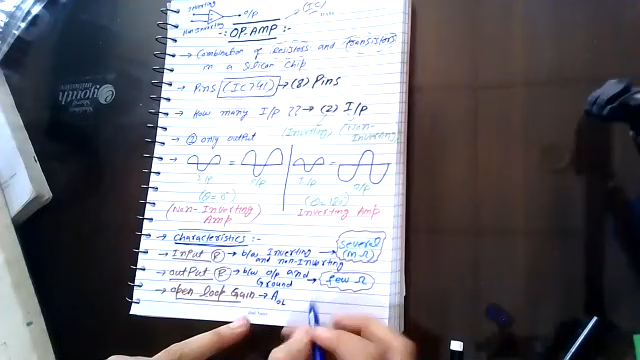 Inverting
Non Inverting
o/p
(IC)
:: OP-AMP :-
→ Combination of resistors and transistors
in a Silicon chip
→ Pins (IC 741) → (8) Pins
→ How many I/P ?? → (2) I/P
(Inverting) (Non-
Inverting)
→ ① only output
→ I/P = o/p I/P = o/p
(θ = 0°) (θ = 180°)
(Non-Inverting Inverting Amp
Amp)
→ Characteristics :-
→ Input R → b/w Inverting
and non-Inverting → Several
(MΩ)
→ output R → b/w o/p and
Ground → few Ω
→ open loop Gain → AOL
youth